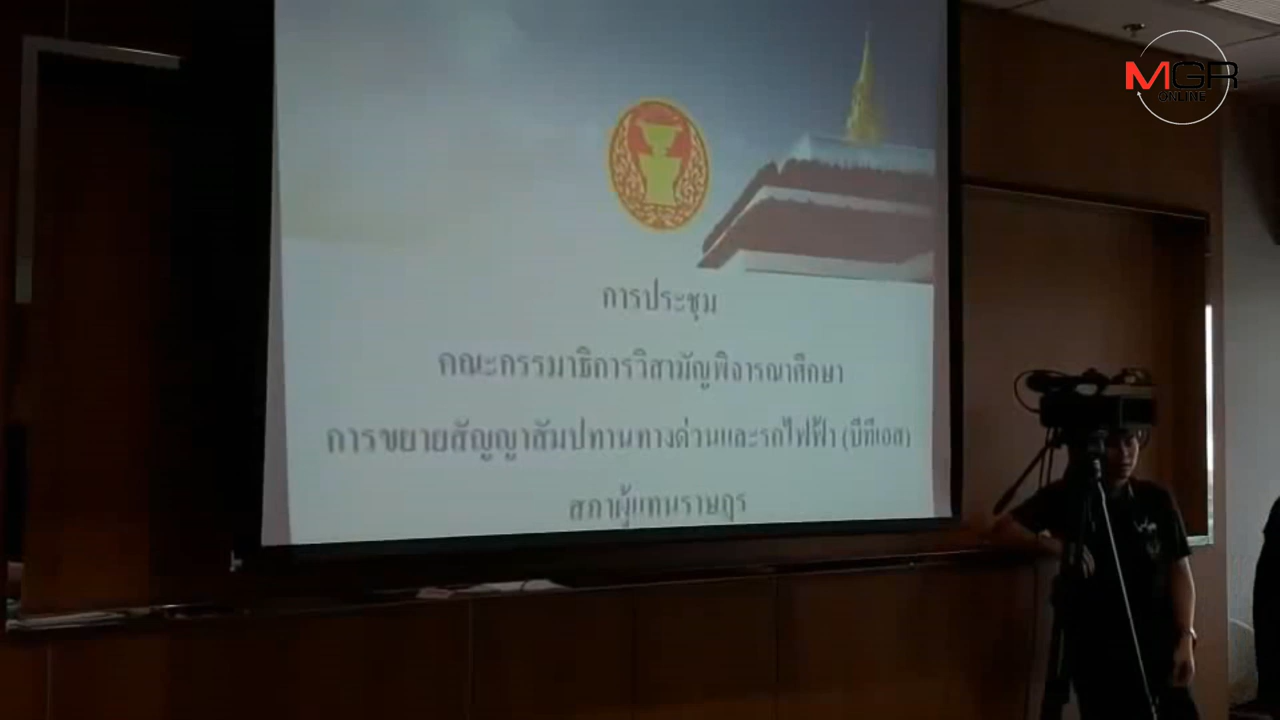 MGR
ONLINE
การประชุม
คณะกรรมาธิการวิสามัญพิจารณาศึกษา
การขยายสัญญาสัมปทานทางด่วนและรถไฟฟ้า (บีทีเอส)
สภาผู้แทนราษฎร